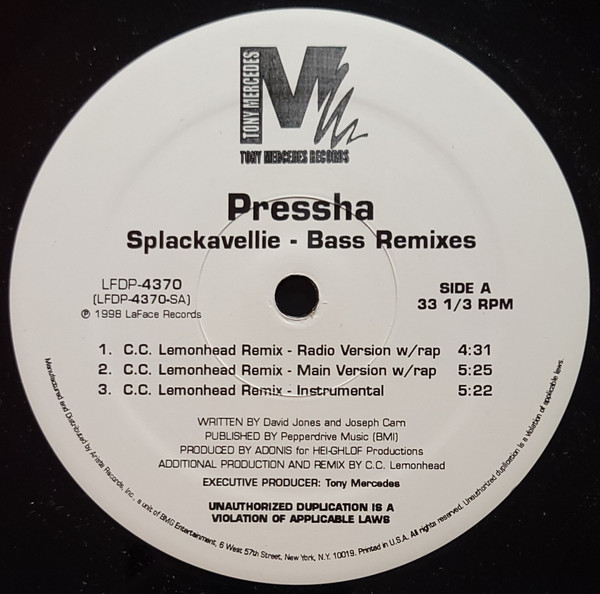 TONY MERCEDES
M
TONY MERCEDES RECORDS
Pressha
Splackavellie - Bass Remixes
LFDP-4370
(LFDP-4370-SA)
℗ 1998 LaFace Records
SIDE A
33 1/3 RPM
1. C.C. Lemonhead Remix - Radio Version w/rap 4:31
2. C.C. Lemonhead Remix - Main Version w/rap 5:25
3. C.C. Lemonhead Remix - Instrumental 5:22
WRITTEN BY David Jones and Joseph Carn
PUBLISHED BY Pepperdrive Music (BMI)
PRODUCED BY ADONIS for HEI-GHLOF Productions
ADDITIONAL PRODUCTION AND REMIX BY C.C. Lemonhead
EXECUTIVE PRODUCER: Tony Mercedes
UNAUTHORIZED DUPLICATION IS A
VIOLATION OF APPLICABLE LAWS
Manufactured and Distributed by Arista Records, Inc., a unit of BMG Entertainment, 6 West 57th Street, New York, N.Y. 10019. Printed in U.S.A. All rights reserved. Unauthorized duplication is a violation of applicable laws.